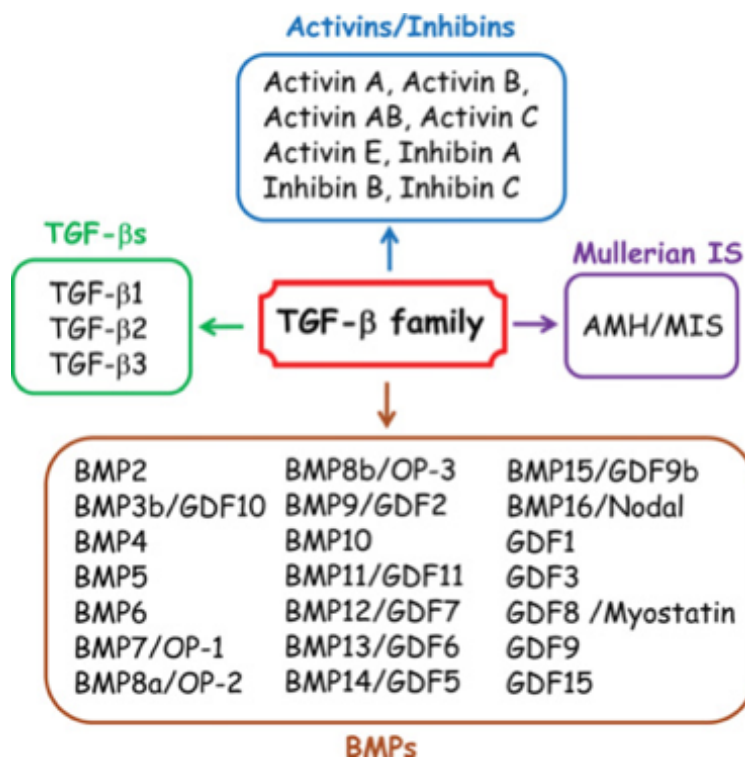 Activins/Inhibins
Activin A, Activin B,
Activin AB, Activin C
Activin E, Inhibin A
Inhibin B, Inhibin C
TGF-βs
TGF-β1
TGF-β2
TGF-β3
TGF-β family
Mullerian IS
AMH/MIS
BMP2
BMP3b/GDF10
BMP4
BMP5
BMP6
BMP7/OP-1
BMP8a/OP-2
BMP8b/OP-3
BMP9/GDF2
BMP10
BMP11/GDF11
BMP12/GDF7
BMP13/GDF6
BMP14/GDF5
BMP15/GDF9b
BMP16/Nodal
GDF1
GDF3
GDF8 /Myostatin
GDF9
GDF15
BMPs